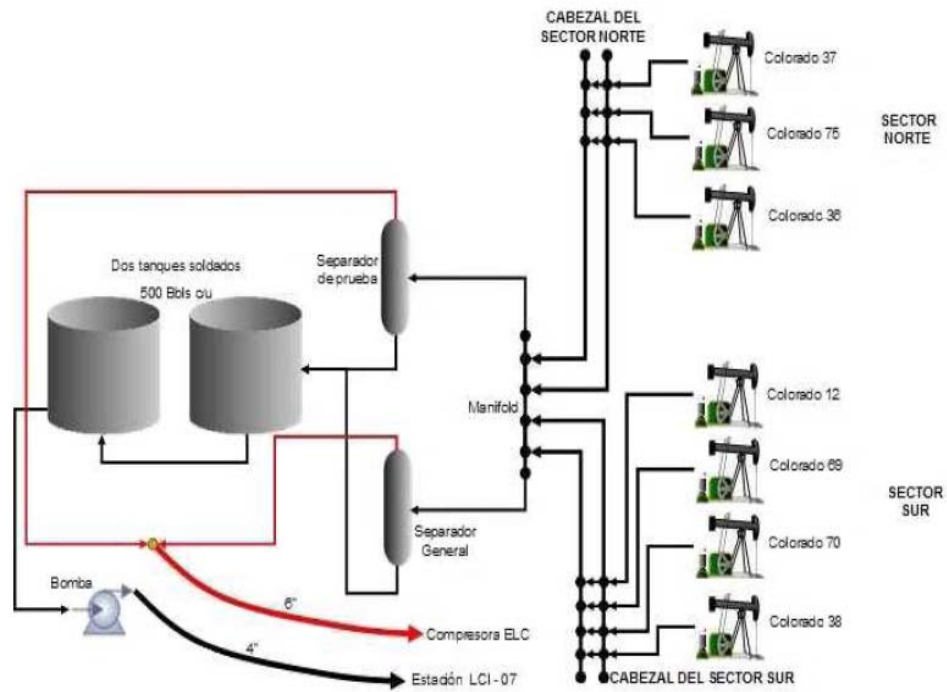 CABEZAL DEL
SECTOR NORTE
Colorado 37
Colorado 75
Colorado 36
SECTOR
NORTE
Dos tanques soldados
500 Bbls c/u
Separador
de prueba
Manifold
Colorado 12
Colorado 69
Colorado 70
Colorado 38
SECTOR
SUR
Separador
General
Bomba
6"
4"
Compresora ELC
Estación LCI - 07
CABEZAL DEL SECTOR SUR